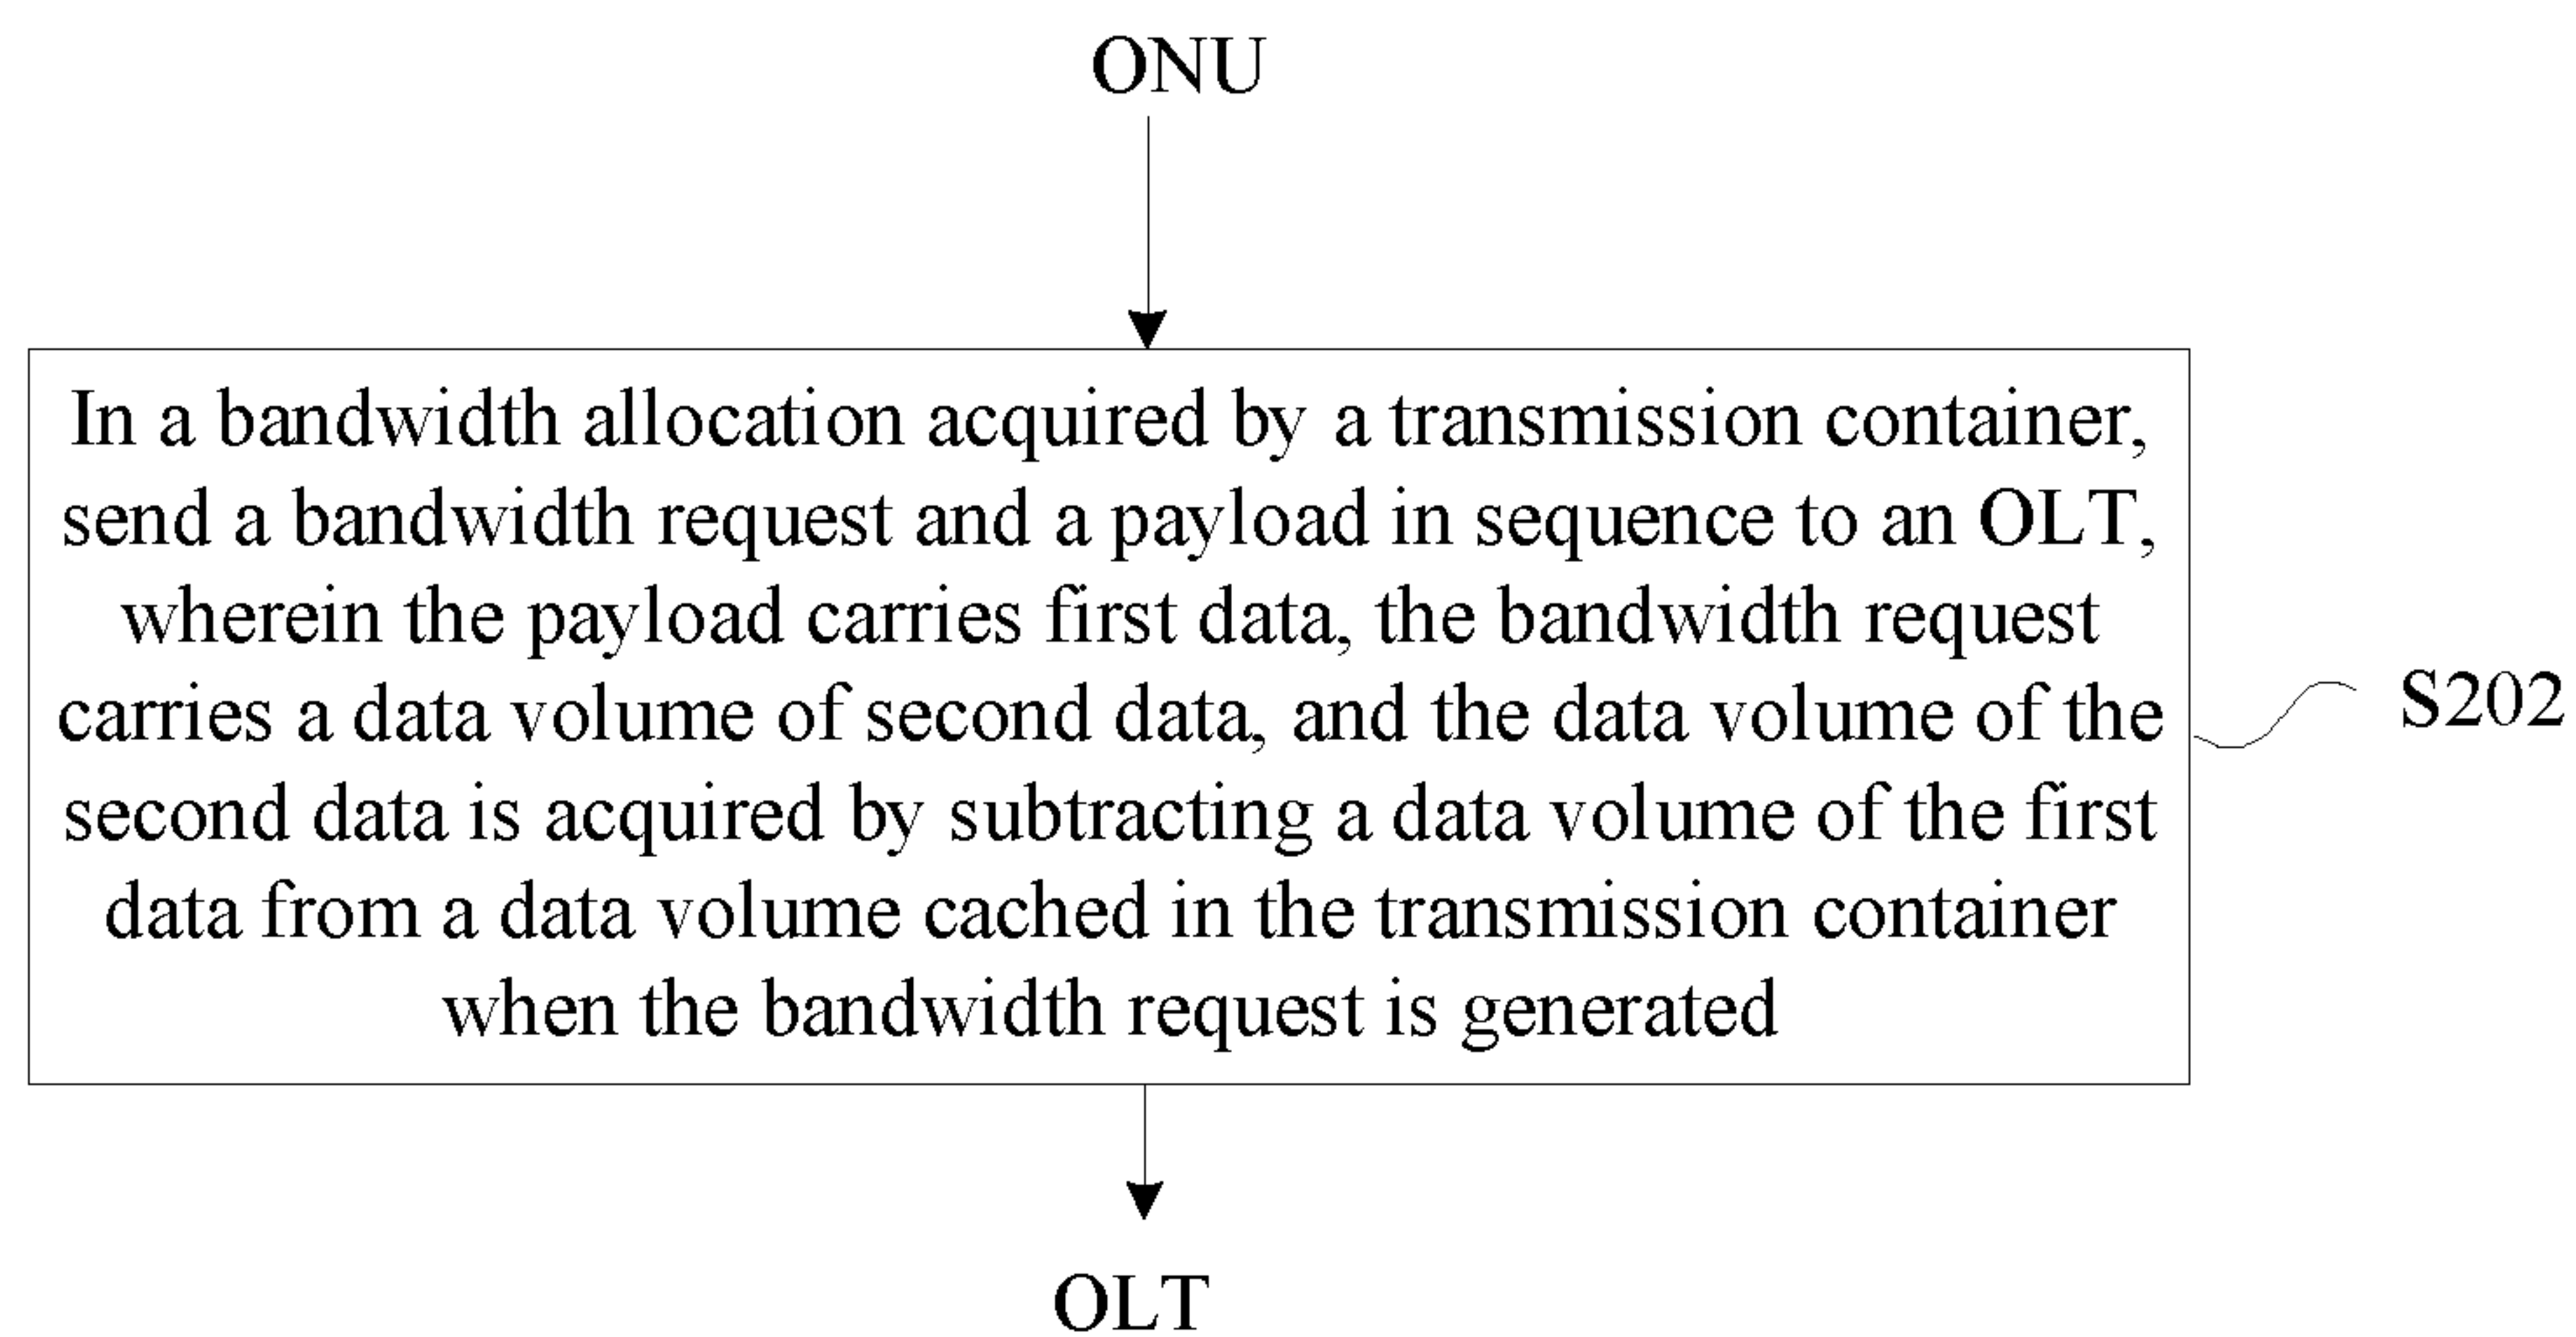 ONU
In a bandwidth allocation acquired by a transmission container,
send a bandwidth request and a payload in sequence to an OLT,
wherein the payload carries first data, the bandwidth request
carries a data volume of second data, and the data volume of the
second data is acquired by subtracting a data volume of the first
data from a data volume cached in the transmission container
when the bandwidth request is generated
S202
OLT